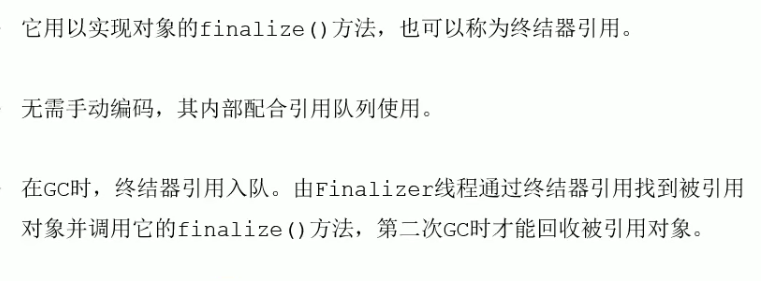 它用以实现对象的finalize()方法，也可以称为终结器引用。
无需手动编码，其内部配合引用队列使用。
在GC时，终结器引用入队。由Finalizer线程通过终结器引用找到被引用
对象并调用它的finalize()方法，第二次GC时才能回收被引用对象。